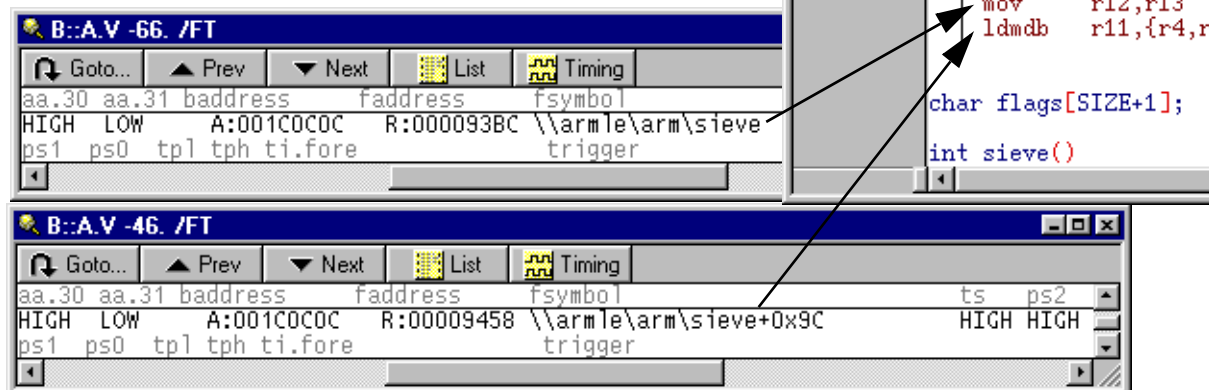 mov r12,r13
B::A.V -66. /FT
ldmdb r11,{r4,r
Goto... Prev Next List Timing
aa.30 aa.31 baddress faddress fsymbol
char flags[SIZE+1];
HIGH LOW A:001C0C0C R:000093BC \\armle\arm\sieve
ps1 ps0 tpl tph ti.fore trigger
int sieve()
B::A.V -46. /FT
Goto... Prev Next List Timing
aa.30 aa.31 baddress faddress fsymbol ts ps2
HIGH LOW A:001C0C0C R:00009458 \\armle\arm\sieve+0x9C HIGH HIGH
ps1 ps0 tpl tph ti.fore trigger